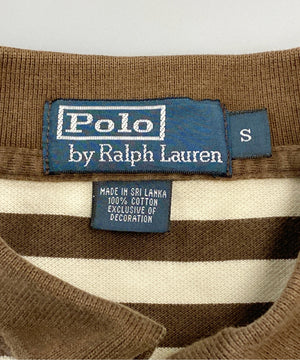 Polo
by Ralph Lauren
S
MADE IN SRI LANKA
100% COTTON
EXCLUSIVE OF
DECORATION